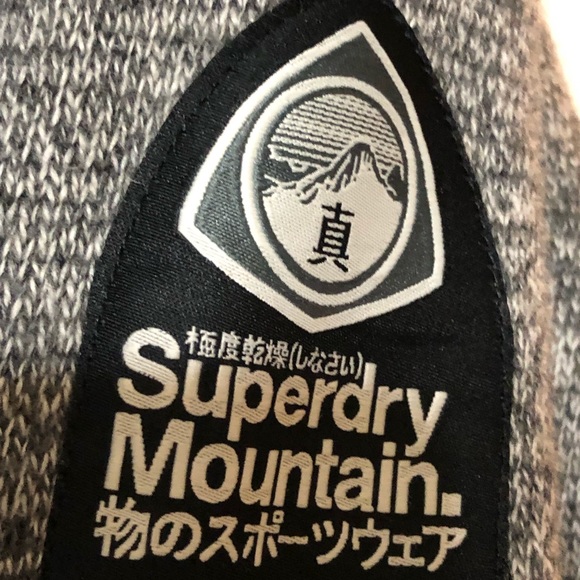 真
極度乾燥(しなさい)
Superdry
Mountain.
物のスポーツウェア